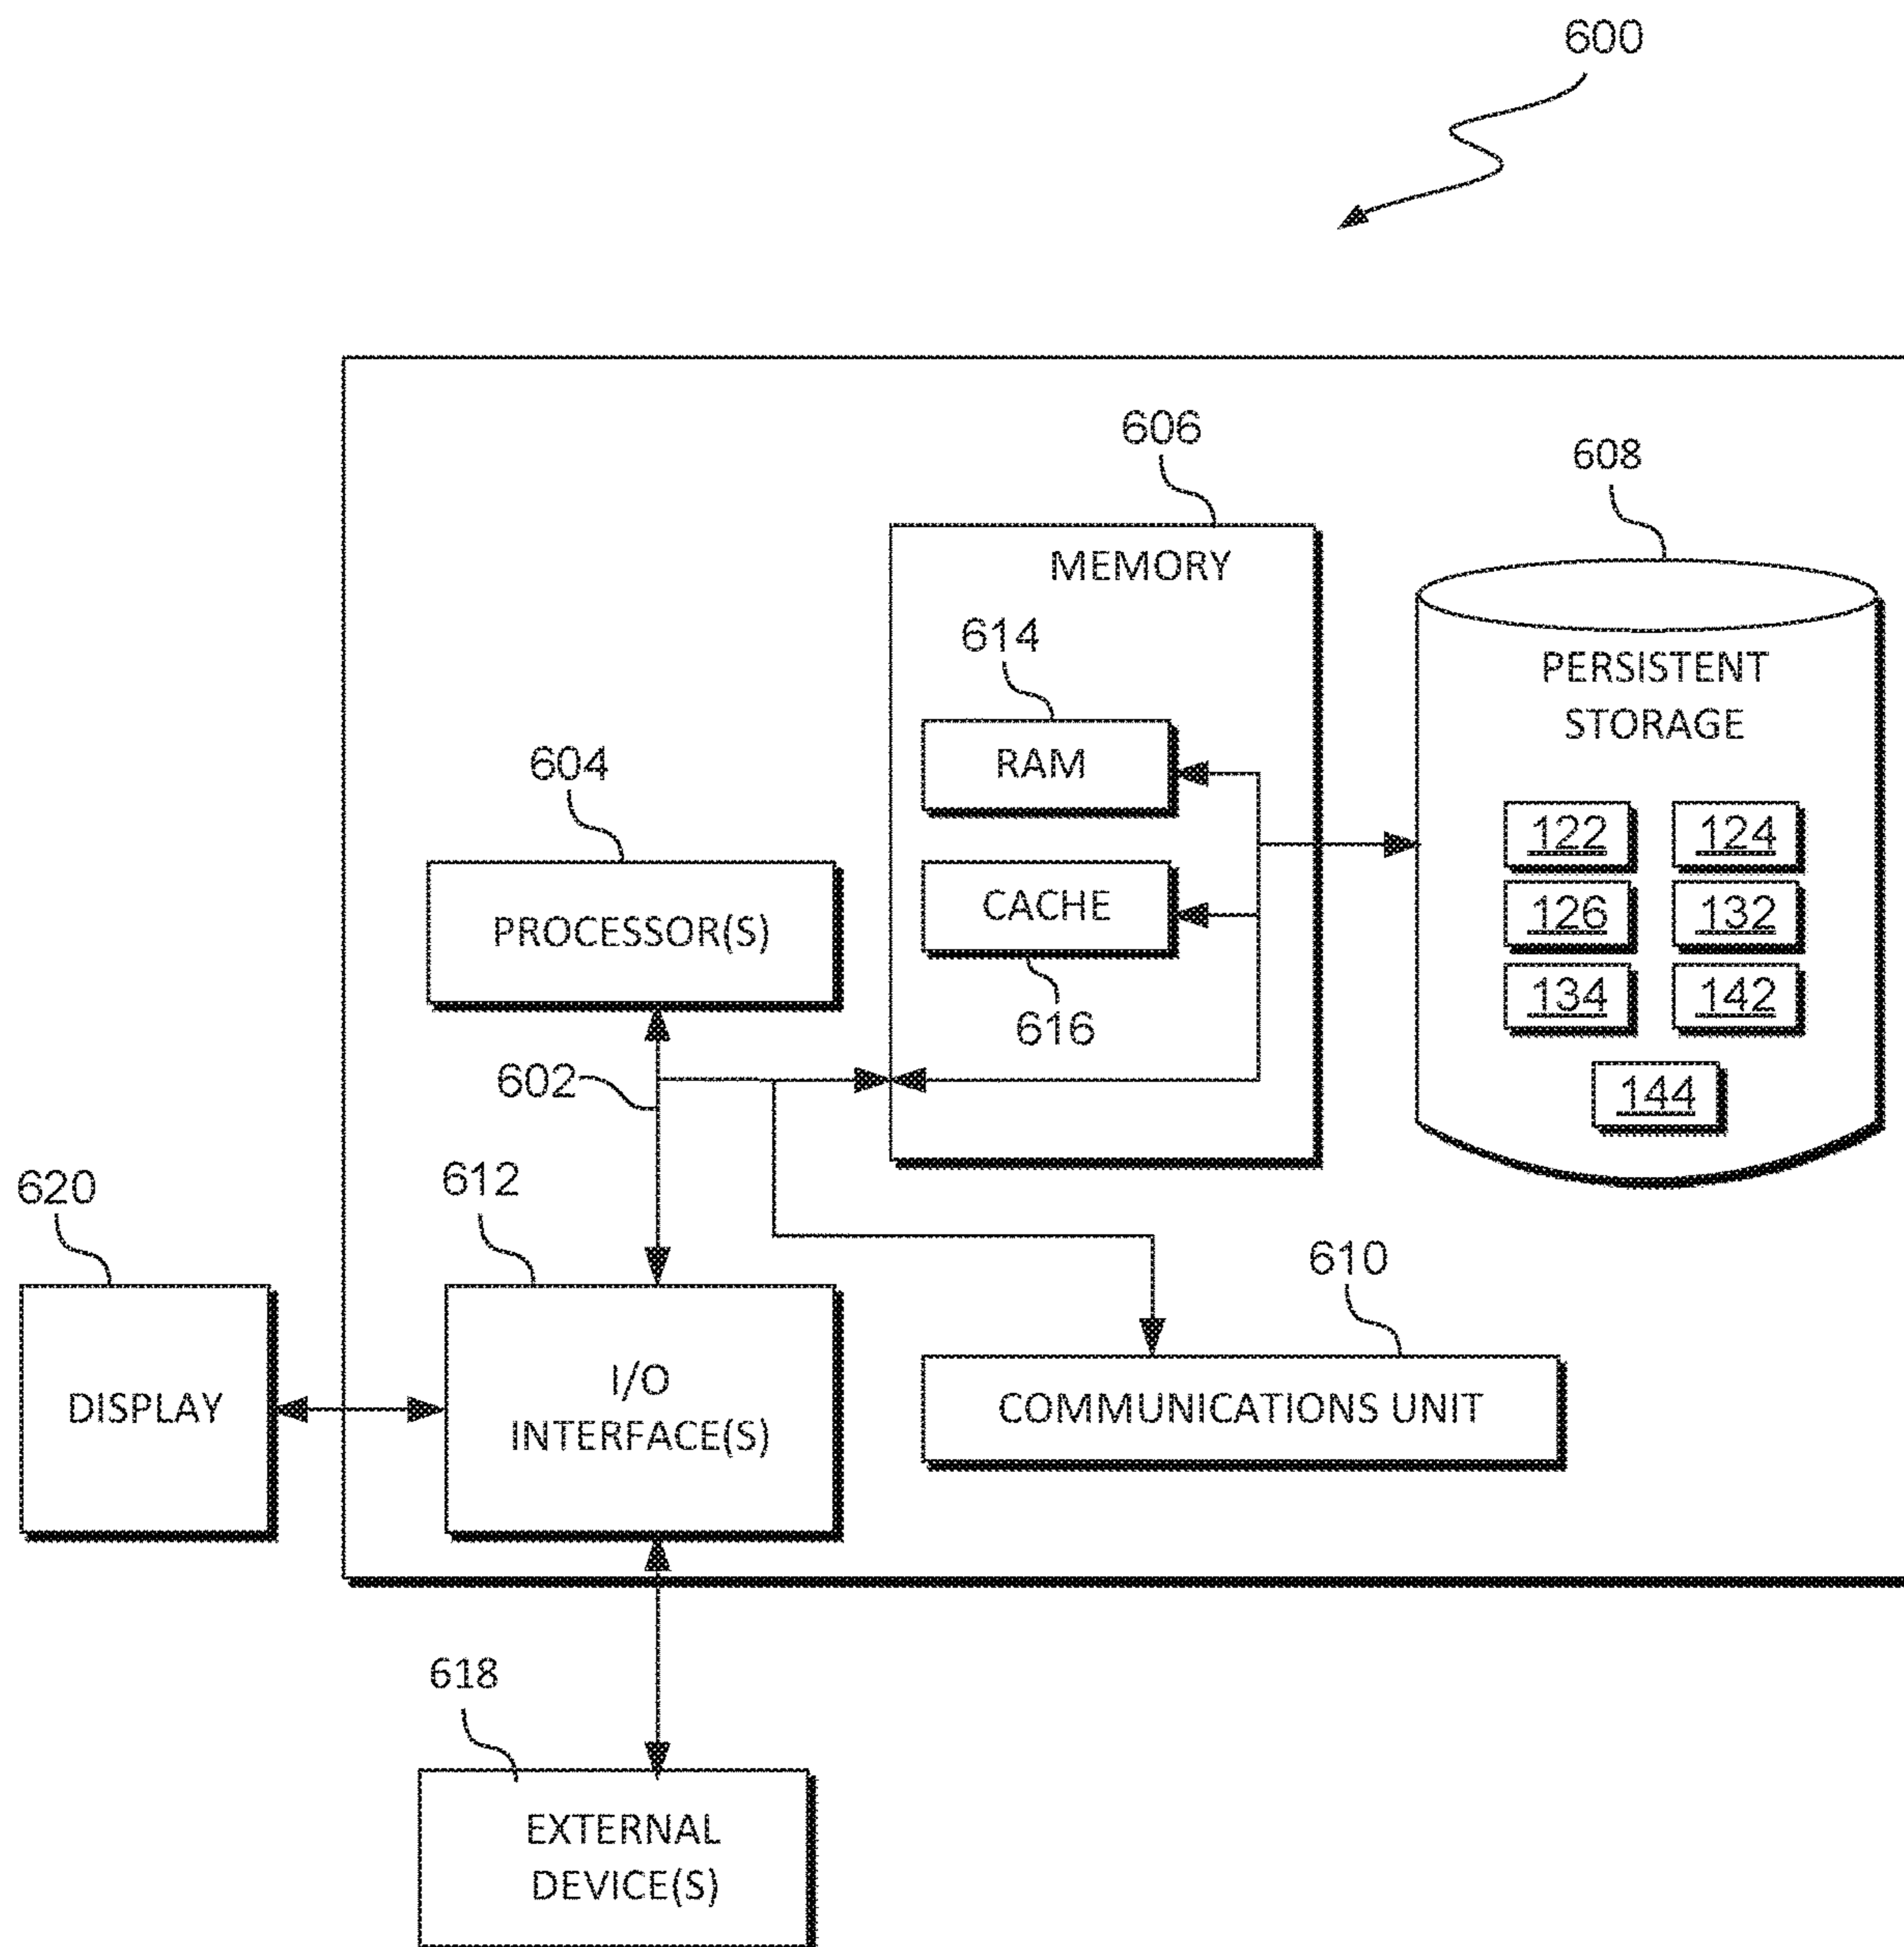 600
606
608
MEMORY
614
PERSISTENT
STORAGE
RAM
604
122
124
CACHE
126
132
PROCESSOR(S)
134
142
616
602
144
620
612
610
I/O
INTERFACE(S)
DISPLAY
COMMUNICATIONS UNIT
618
EXTERNAL
DEVICE(S)